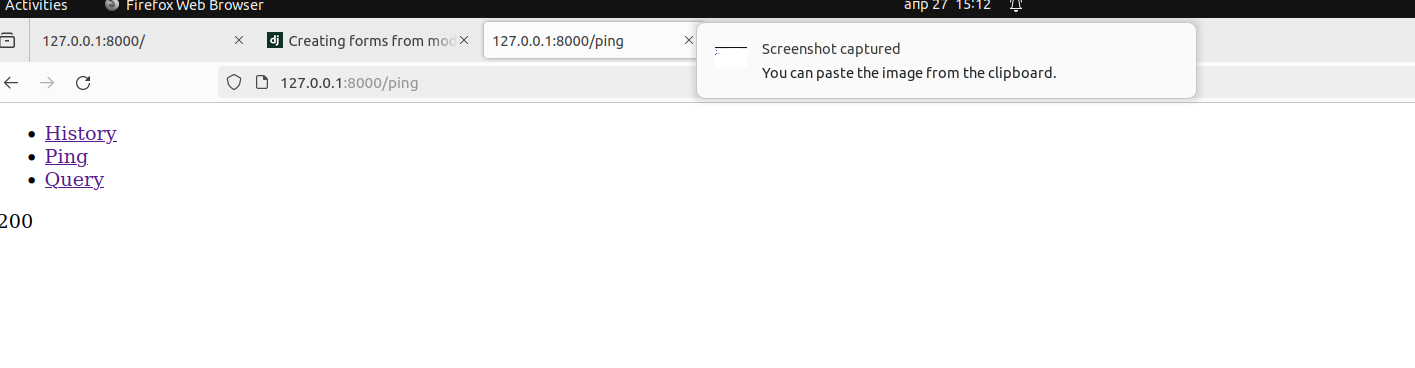 Activities Firefox Web Browser апр 27 15:12
127.0.0.1:8000/ dj Creating forms from mod 127.0.0.1:8000/ping
127.0.0.1:8000/ping
Screenshot captured
You can paste the image from the clipboard.
History
Ping
Query
200